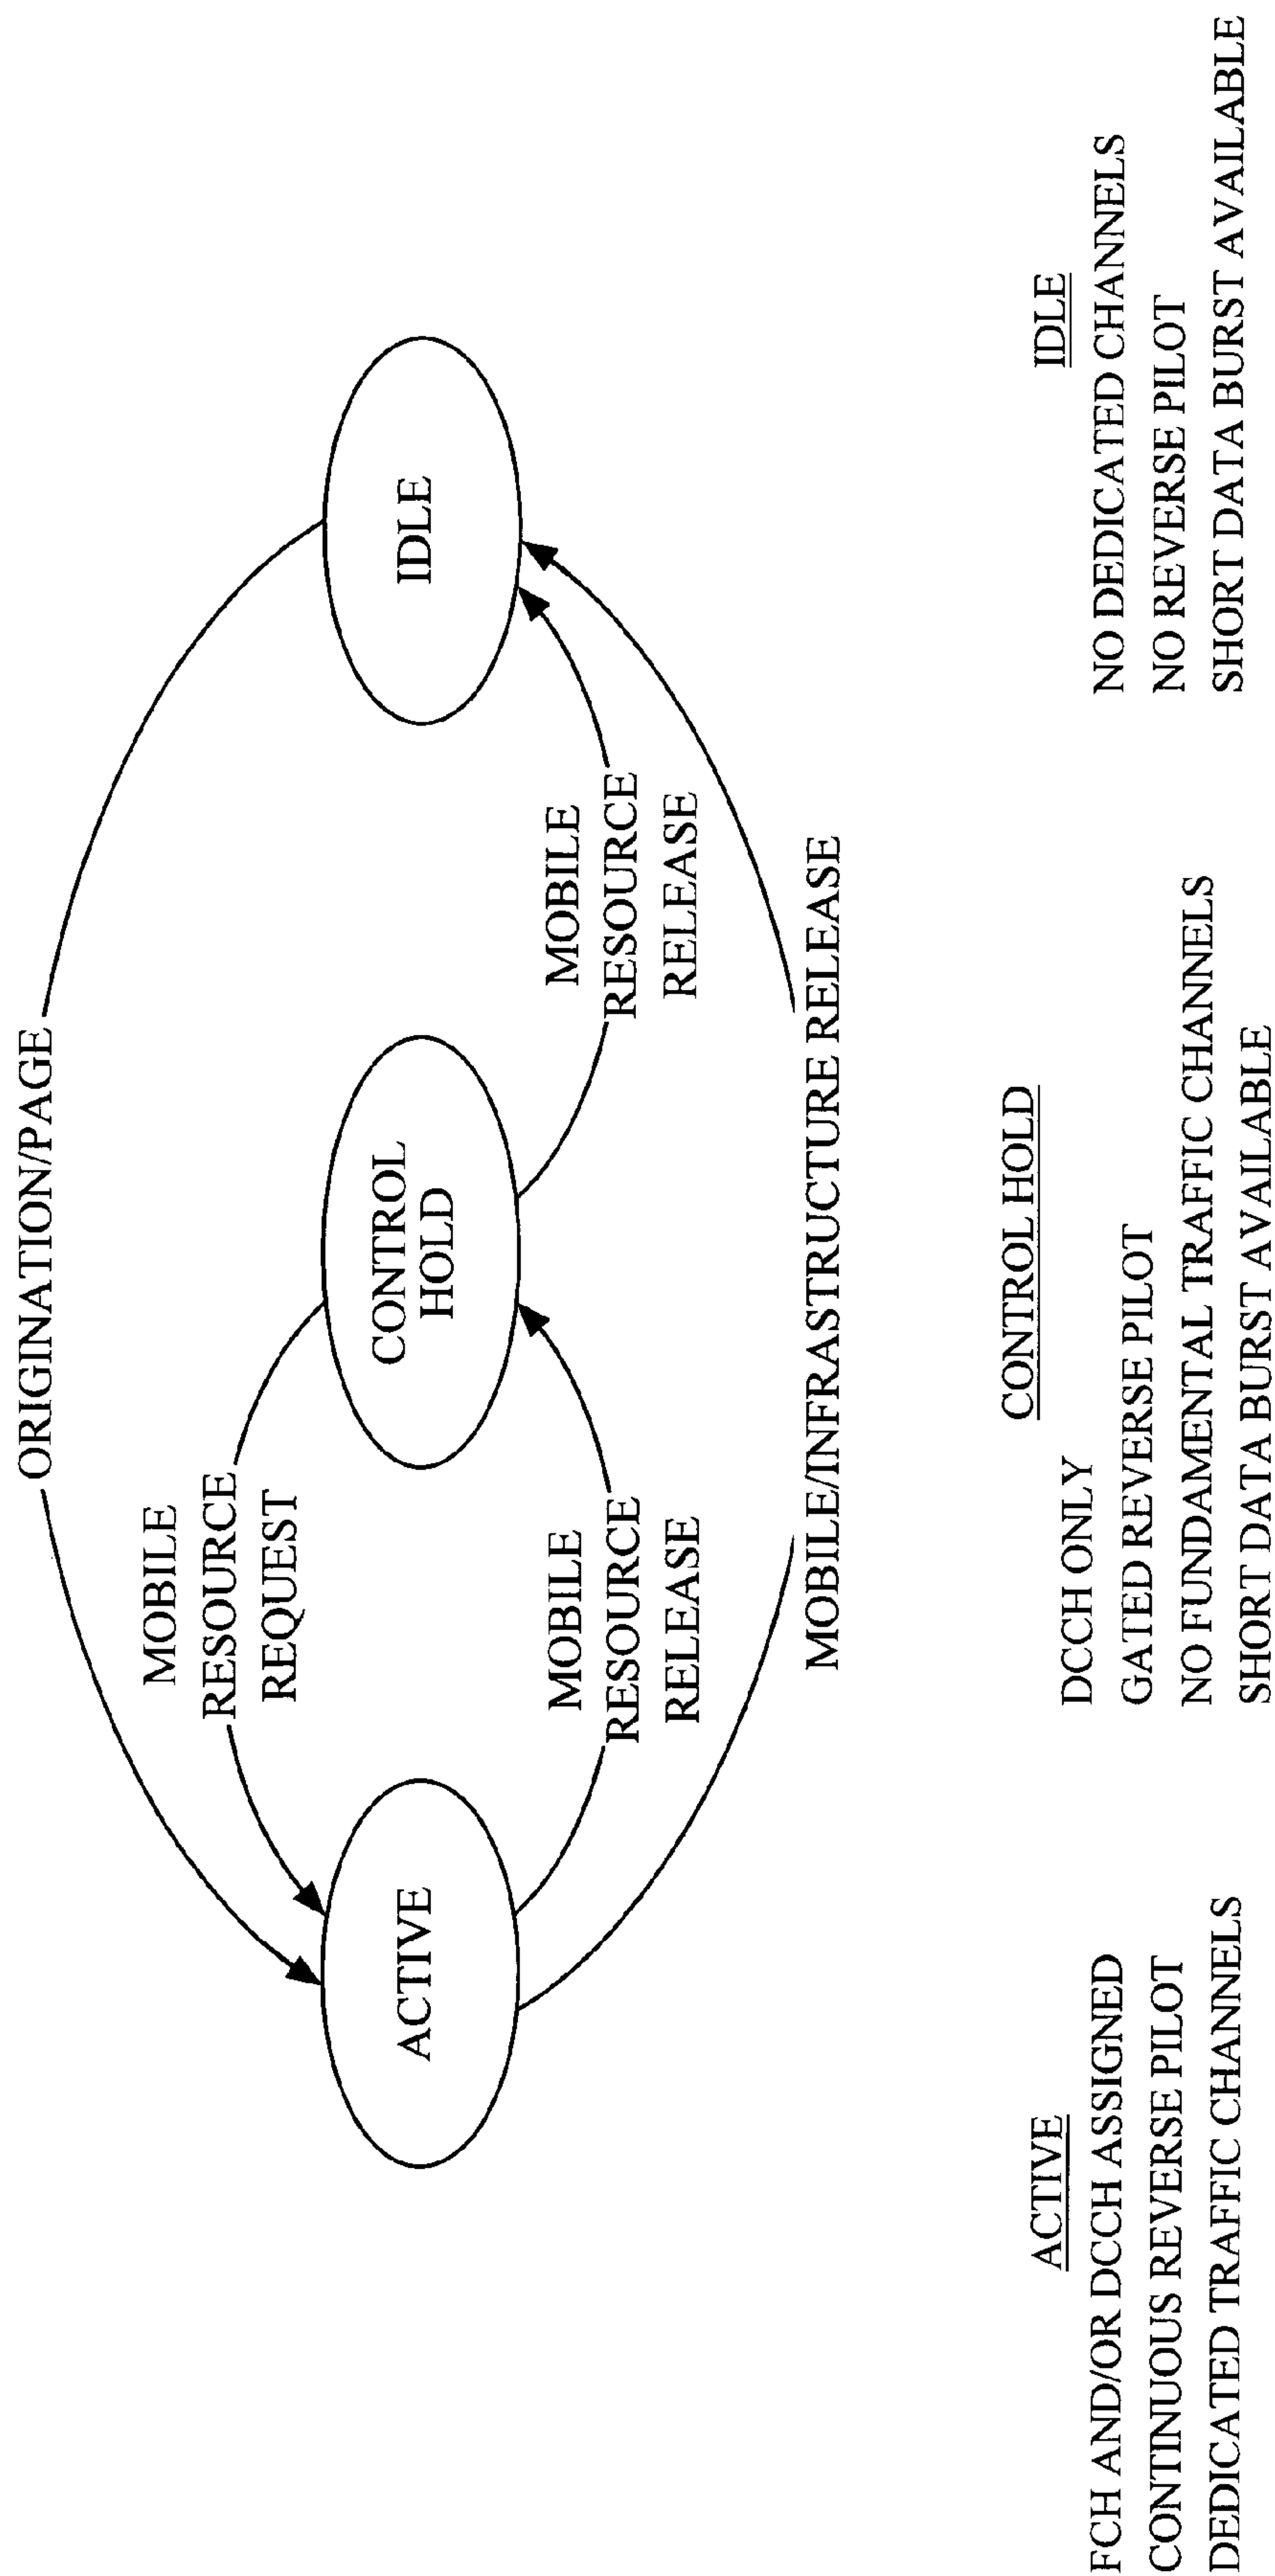 ORIGINATION/PAGE
MOBILE
RESOURCE
REQUEST
ACTIVE
CONTROL
HOLD
IDLE
MOBILE
RESOURCE
RELEASE
MOBILE
RESOURCE
RELEASE
MOBILE/INFRASTRUCTURE RELEASE
ACTIVE
FCH AND/OR DCCH ASSIGNED
CONTINUOUS REVERSE PILOT
DEDICATED TRAFFIC CHANNELS
CONTROL HOLD
DCCH ONLY
GATED REVERSE PILOT
NO FUNDAMENTAL TRAFFIC CHANNELS
SHORT DATA BURST AVAILABLE
IDLE
NO DEDICATED CHANNELS
NO REVERSE PILOT
SHORT DATA BURST AVAILABLE